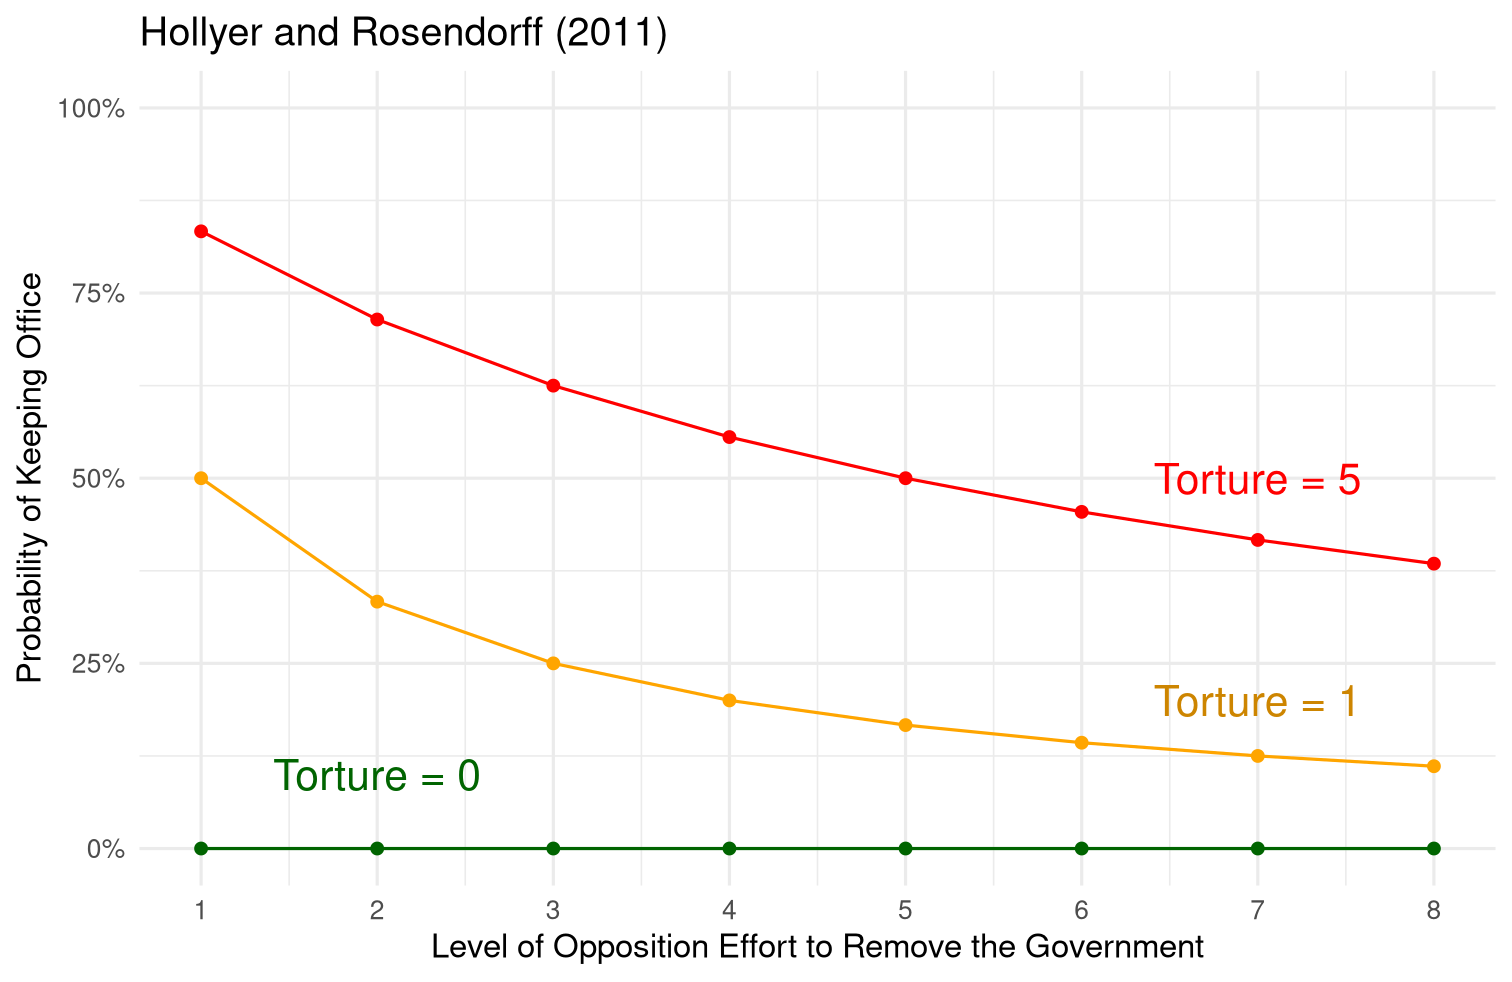 Hollyer and Rosendorff (2011)
Probability of Keeping Office
100%
75%
50%
25%
0%
Torture = 5
Torture = 1
Torture = 0
1 2 3 4 5 6 7 8
Level of Opposition Effort to Remove the Government